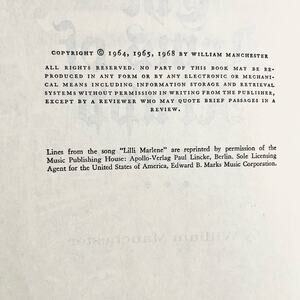 COPYRIGHT © 1964, 1965, 1968 BY WILLIAM MANCHESTER
ALL RIGHTS RESERVED. NO PART OF THIS BOOK MAY BE RE-
PRODUCED IN ANY FORM OR BY ANY ELECTRONIC OR MECHANI-
CAL MEANS INCLUDING INFORMATION STORAGE AND RETRIEVAL
SYSTEMS WITHOUT PERMISSION IN WRITING FROM THE PUBLISHER,
EXCEPT BY A REVIEWER WHO MAY QUOTE BRIEF PASSAGES IN A
REVIEW.
Lines from the song "Lilli Marlene" are reprinted by permission of the
Music Publishing House: Apollo-Verlag Paul Lincke, Berlin. Sole Licensing
Agent for the United States of America, Edward B. Marks Music Corporation.